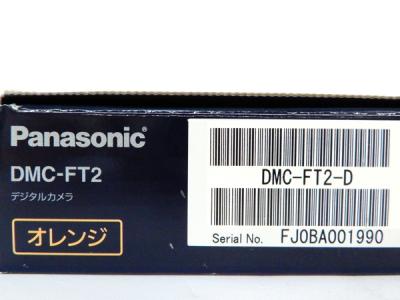 Panasonic®
DMC-FT2
デジタルカメラ
オレンジ
DMC-FT2-D
Serial No. FJ0BA001990